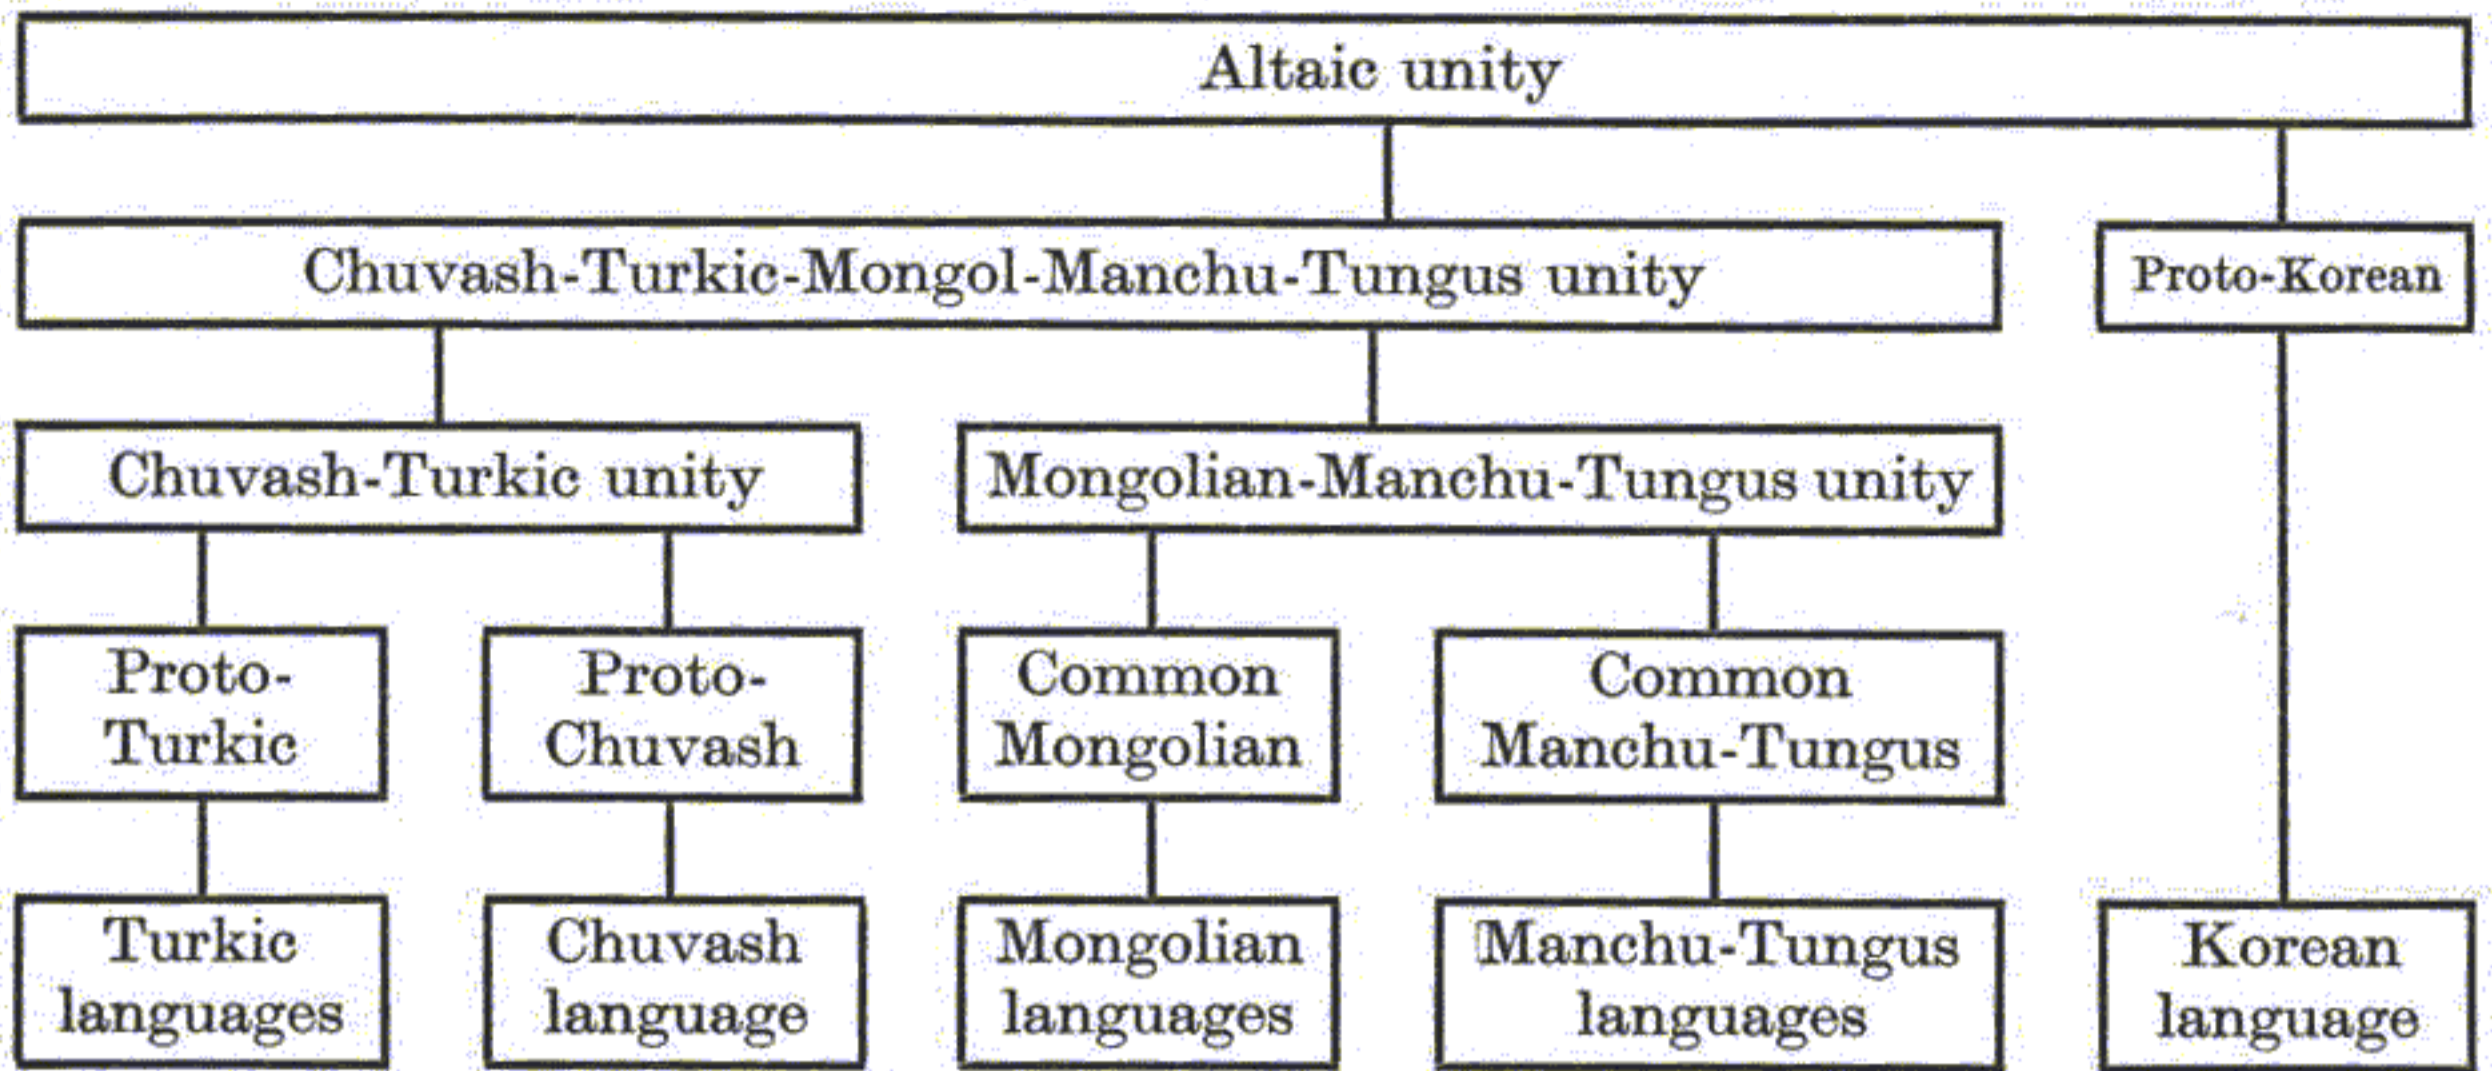 Altaic unity
Chuvash-Turkic-Mongol-Manchu-Tungus unity
Proto-Korean
Chuvash-Turkic unity
Mongolian-Manchu-Tungus unity
Proto-
Turkic
Proto-
Chuvash
Common
Mongolian
Common
Manchu-Tungus
Turkic
languages
Chuvash
language
Mongolian
languages
Manchu-Tungus
languages
Korean
language